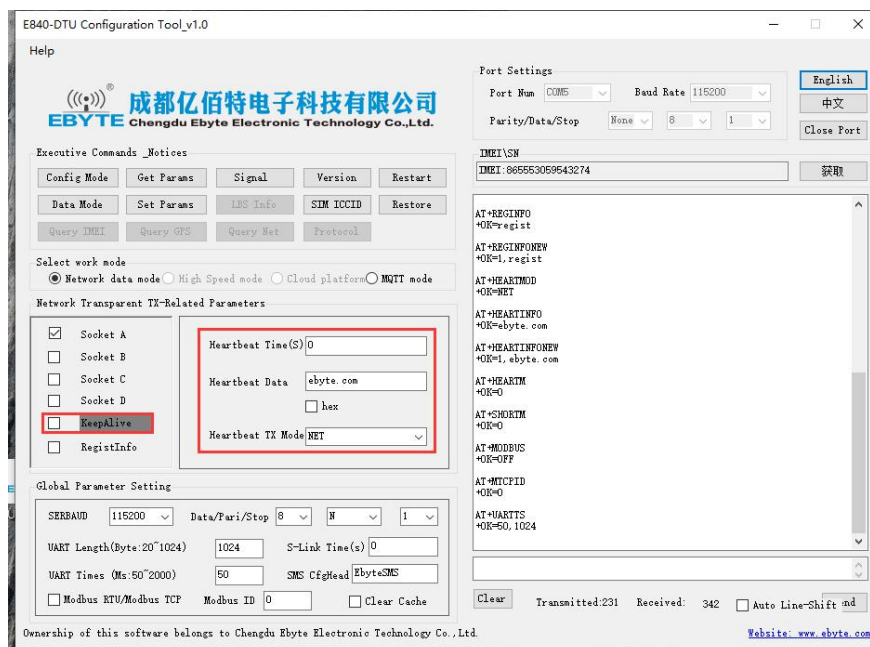 E840-DTU Configuration Tool_v1.0
Help
(((•))) ® 成都亿佰特电子科技有限公司
EBYTE Chengdu Ebyte Electronic Technology Co.,Ltd.
Port Settings
Port Num COM5 Baud Rate 115200
Parity/Data/Stop None 8 1
English
中文
Close Port
Executive Commands _Notices
Config Mode Get Params Signal Version Restart
Data Mode Set Params LBS Info SIM ICCID Restore
Query IMEI Query GPS Query Net Protocol
IMEI\SN
IMEI:865553059543274 获取
Select work mode
Network data mode High Speed mode Cloud platform MQTT mode
Network Transparent TX-Related Parameters
Socket A
Socket B
Socket C
Socket D
KeepAlive
RegistInfo
Heartbeat Time(S) 0
Heartbeat Data ebyte.com
hex
Heartbeat TX Mode NET
Global Parameter Setting
SERBAUD 115200 Data/Pari/Stop 8 N 1
UART Length(Byte:20~1024) 1024 S-Link Time(s) 0
UART Times (Ms:50~2000) 50 SMS CfgHead EbyteSMS
Modbus RTU/Modbus TCP Modbus ID 0 Clear Cache
AT+REGINFO
+OK=regist
AT+REGINFONEW
+OK=1,regist
AT+HEARTMOD
+OK=NET
AT+HEARTINFO
+OK=ebyte.com
AT+HEARTINFONEW
+OK=1,ebyte.com
AT+HEARTM
+OK=0
AT+SHORTM
+OK=0
AT+MODBUS
+OK=OFF
AT+MTCPID
+OK=0
AT+UARTTS
+OK=50,1024
Clear Transmitted:231 Received: 342 Auto Line-Shift nd
Ownership of this software belongs to Chengdu Ebyte Electronic Technology Co.,Ltd.
Website: www.ebyte.com